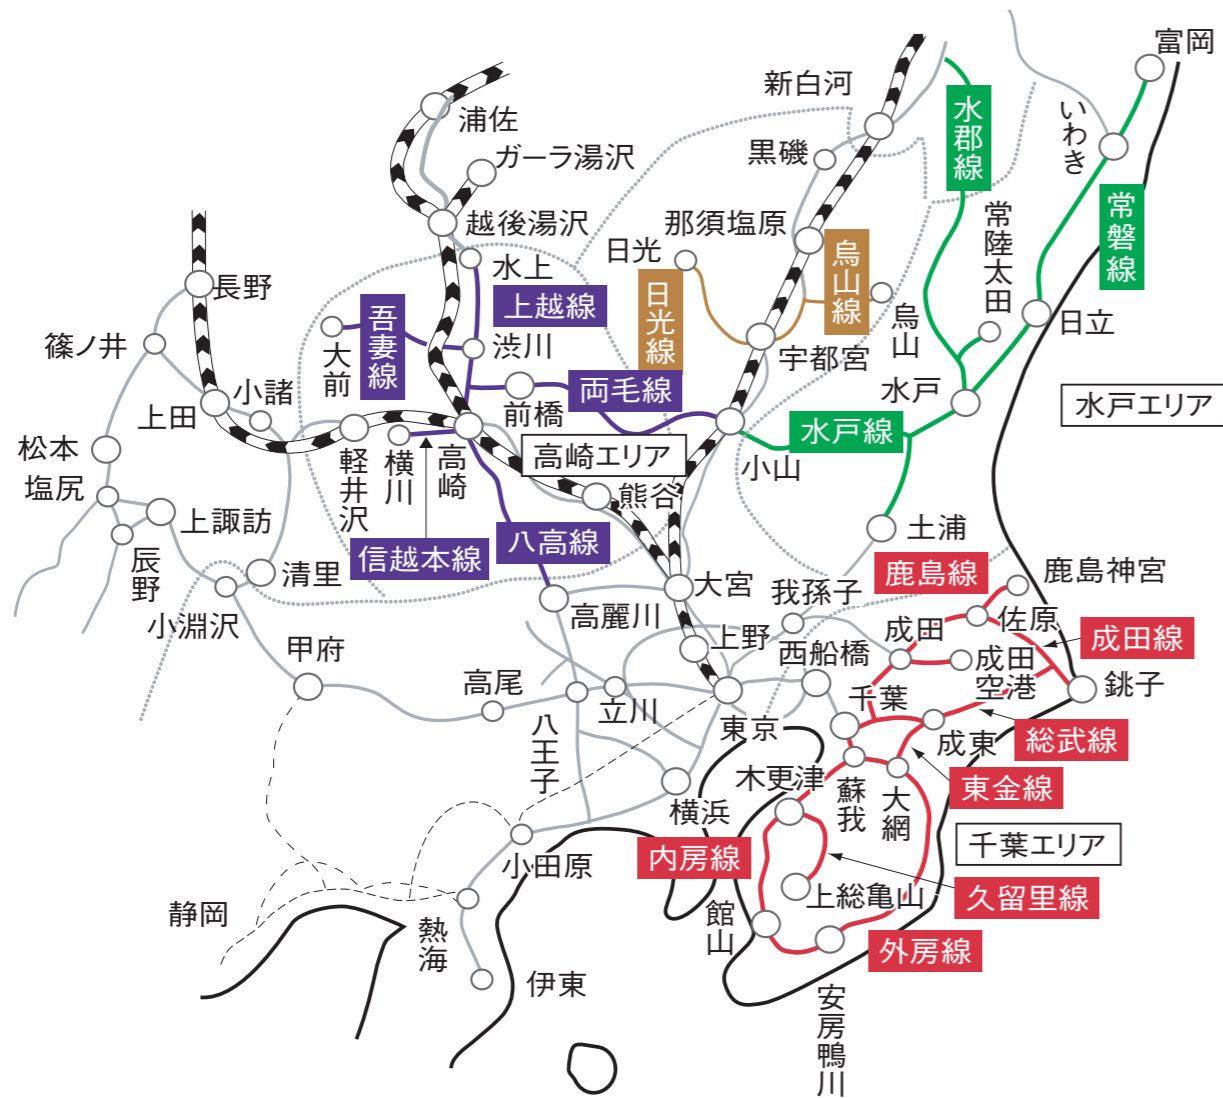 富岡
浦佐
新白河
水郡線
いわき
ガーラ湯沢
黒磯
越後湯沢
那須塩原
常陸太田
常磐線
日光
烏山線
水上
長野
上越線
日光線
烏山
吾妻線
日立
篠ノ井
大前
渋川
宇都宮
小諸
前橋
両毛線
水戸
水戸エリア
上田
松本
軽井沢
横川
高崎
高崎エリア
水戸線
小山
塩尻
熊谷
上諏訪
土浦
信越本線
八高線
辰野
清里
大宮
鹿島線
鹿島神宮
小淵沢
高麗川
我孫子
佐原
甲府
上野
西船橋
成田
成田線
成田
空港
高尾
立川
千葉
銚子
八王子
東京
成東
総武線
木更津
蘇我
大網
東金線
横浜
小田原
内房線
千葉エリア
静岡
上総亀山
久留里線
熱海
館山
外房線
伊東
安房鴨川